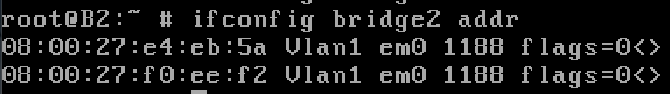 root@B2:~ # ifconfig bridge2 addr
08:00:27:e4:eb:5a Vlan1 em0 1188 flags=0<>
08:00:27:f0:ee:f2 Vlan1 em0 1188 flags=0<>